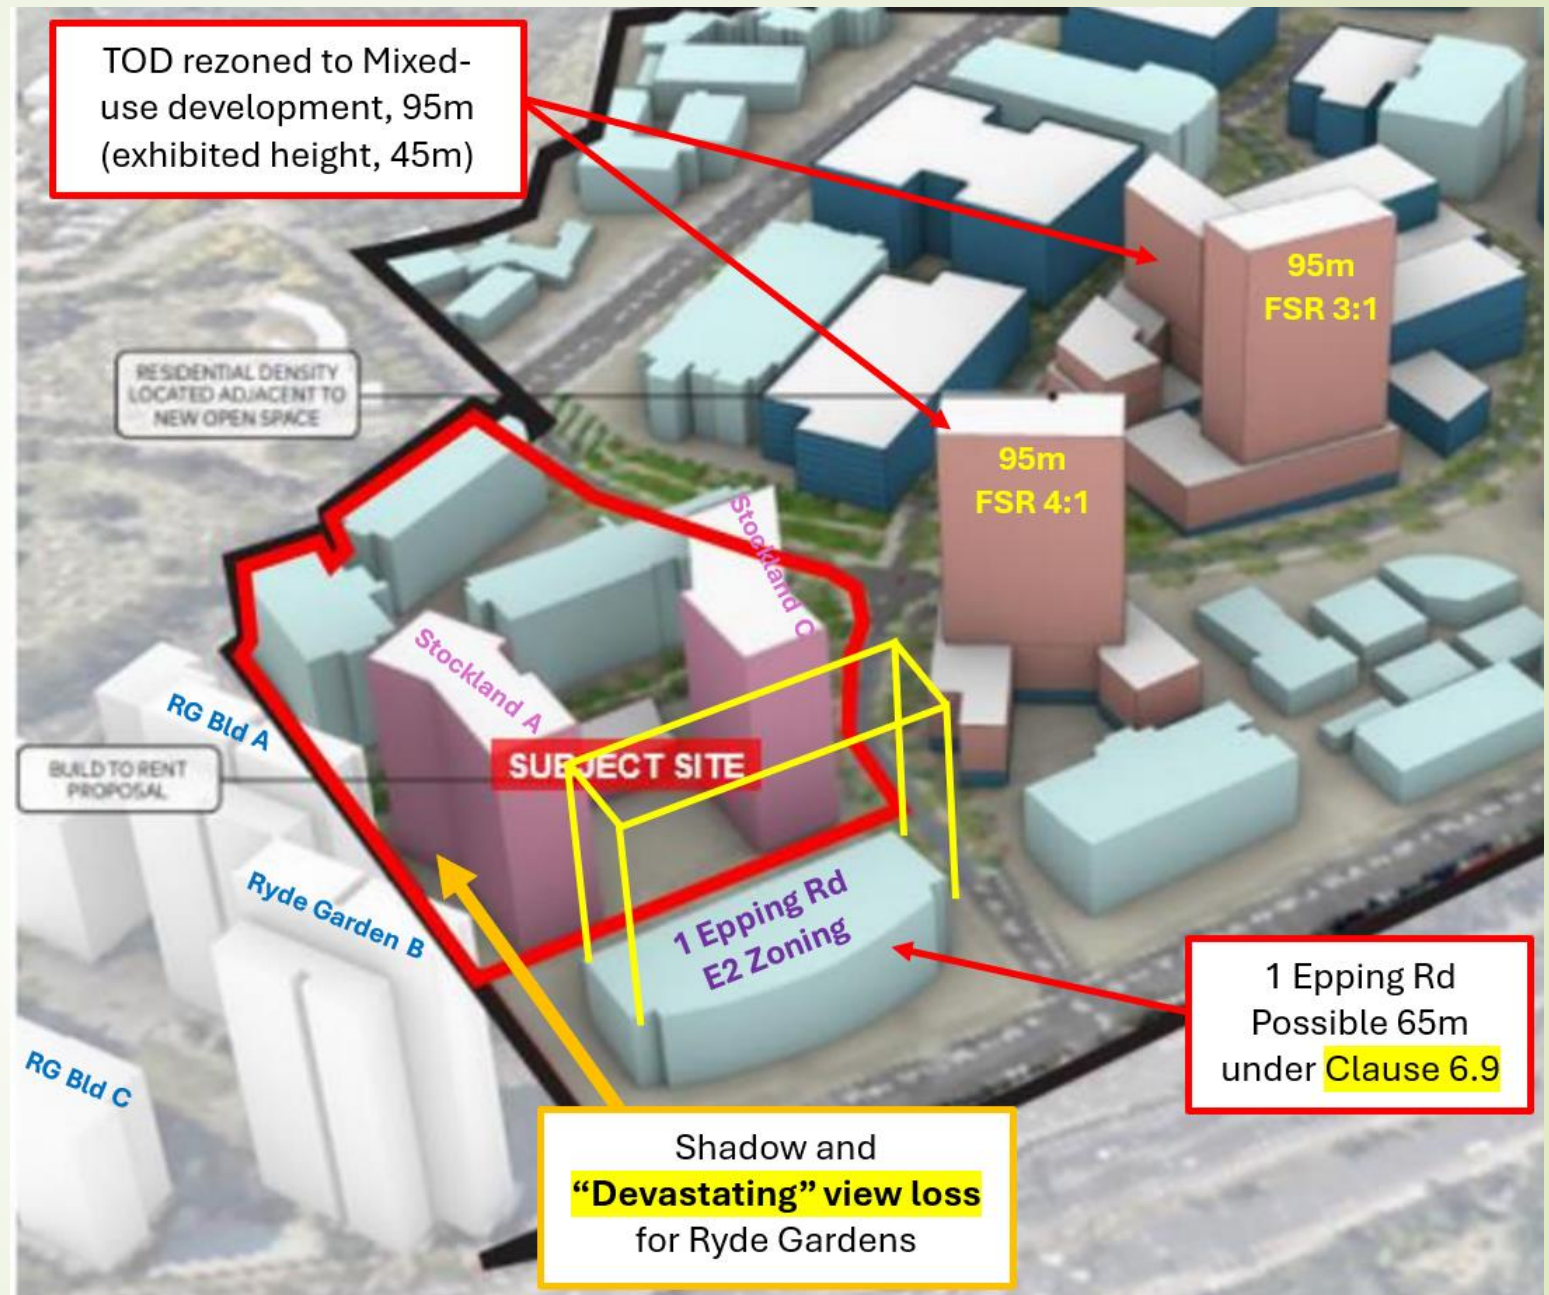 TOD rezoned to Mixed-
use development, 95m
(exhibited height, 45m)
95m
FSR 3:1
RESIDENTIAL DENSITY
LOCATED ADJACENT TO
NEW OPEN SPACE
95m
FSR 4:1
Stockland C
Stockland A
RG Bld A
SUBJECT SITE
BUILD TO RENT
PROPOSAL
Ryde Garden B
1 Epping Rd
E2 Zoning
1 Epping Rd
Possible 65m
under Clause 6.9
RG Bld C
Shadow and
“Devastating” view loss
for Ryde Gardens